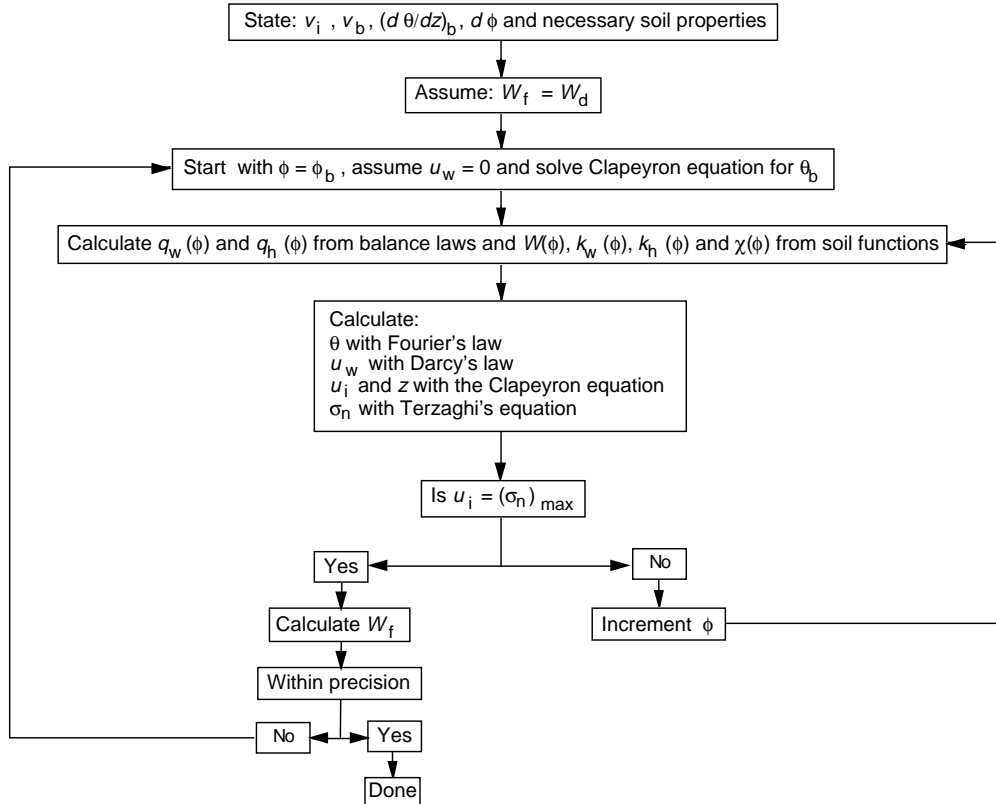 State: v_i , v_b, (d θ/dz)_b, d ϕ and necessary soil properties
Assume: W_f = W_d
Start with ϕ = ϕ_b , assume u_w = 0 and solve Clapeyron equation for θ_b
Calculate q_w (ϕ) and q_h (ϕ) from balance laws and W(ϕ), k_w (ϕ), k_h (ϕ) and χ(ϕ) from soil functions
Calculate:
θ with Fourier's law
u_w with Darcy's law
u_i and z with the Clapeyron equation
σ_n with Terzaghi's equation
Is u_i = (σ_n)_max
Yes
No
Calculate W_f
Increment ϕ
Within precision
No
Yes
Done